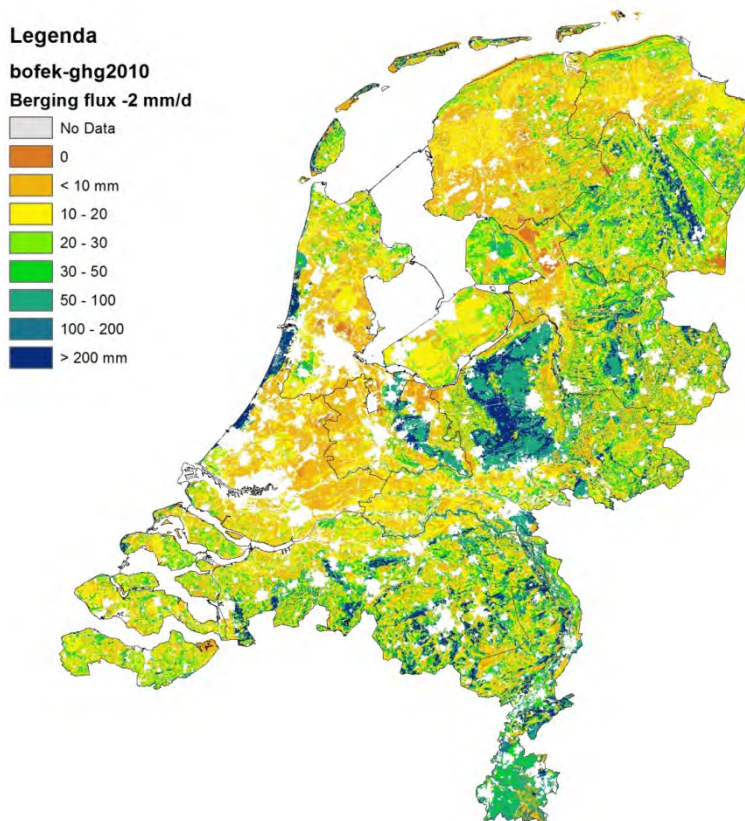 Legenda
bofek-ghg2010
Berging flux -2 mm/d
No Data
0
< 10 mm
10 - 20
20 - 30
30 - 50
50 - 100
100 - 200
> 200 mm